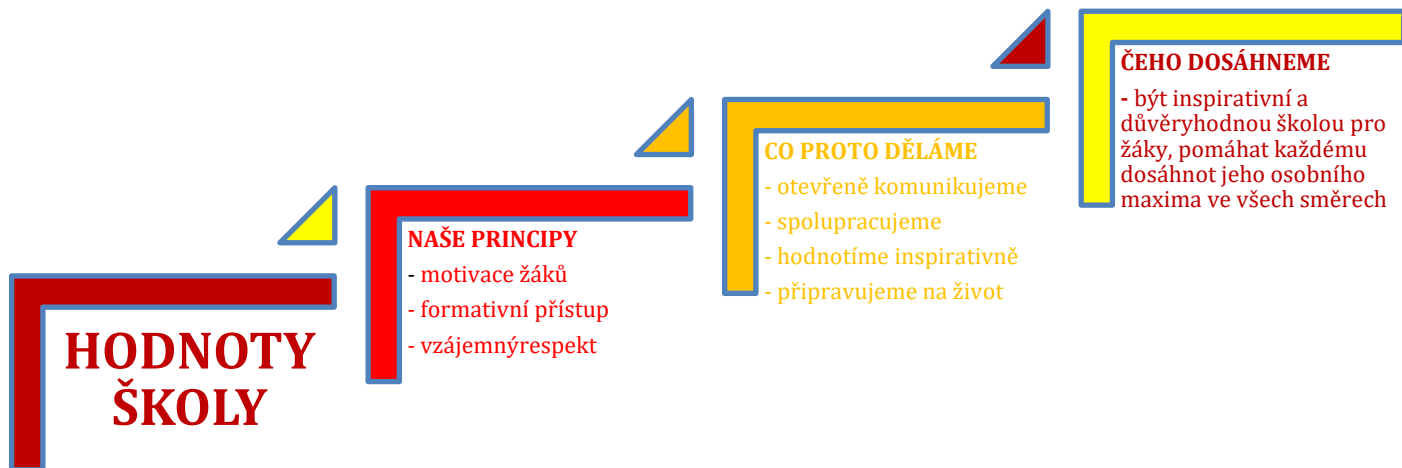 HODNOTY
ŠKOLY
NAŠE PRINCIPY
- motivace žáků
- formativní přístup
- vzájemnýrespekt
CO PROTO DĚLÁME
- otevřeně komunikujeme
- spolupracujeme
- hodnotíme inspirativně
- připravujeme na život
ČEHO DOSÁHNEME
- být inspirativní a
důvěryhodnou školou pro
žáky, pomáhat každému
dosáhnot jeho osobního
maxima ve všech směrech